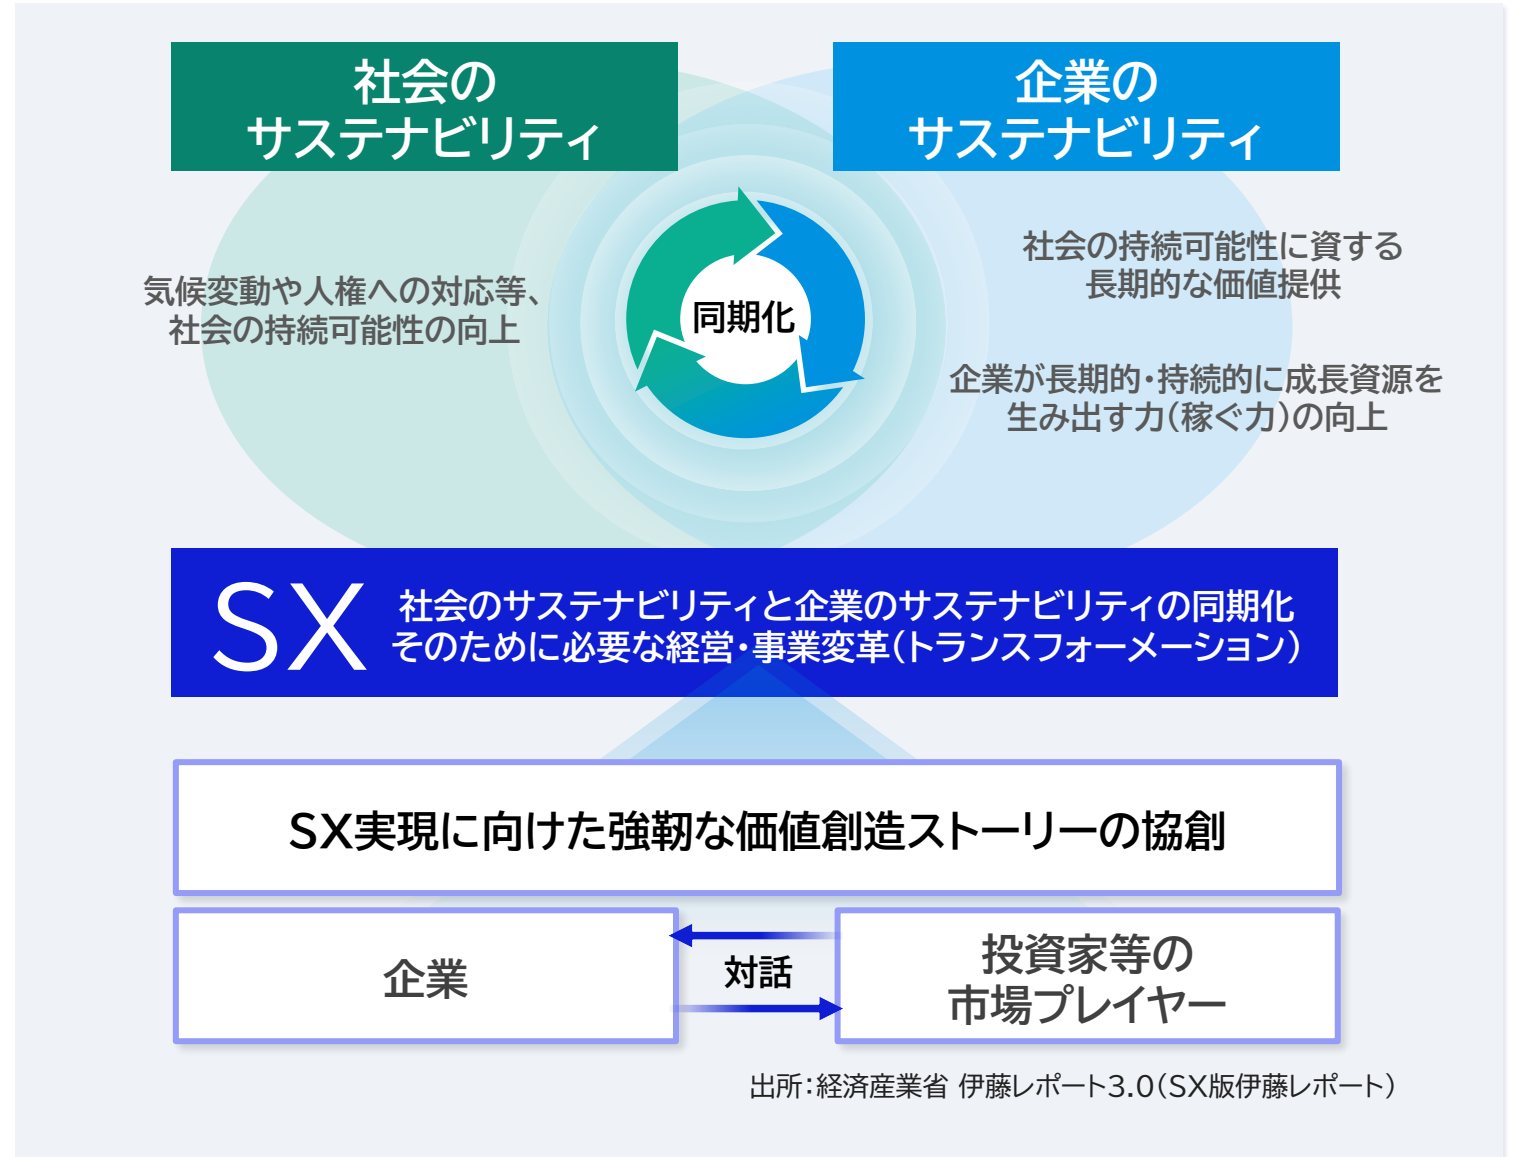 社会の
サステナビリティ
企業の
サステナビリティ
気候変動や人権への対応等、
社会の持続可能性の向上
同期化
社会の持続可能性に資する
長期的な価値提供
企業が長期的・持続的に成長資源を
生み出す力(稼ぐ力)の向上
SX
社会のサステナビリティと企業のサステナビリティの同期化
そのために必要な経営・事業変革(トランスフォーメーション)
SX実現に向けた強靭な価値創造ストーリーの協創
企業
対話
投資家等の
市場プレイヤー
出所:経済産業省 伊藤レポート3.0(SX版伊藤レポート)